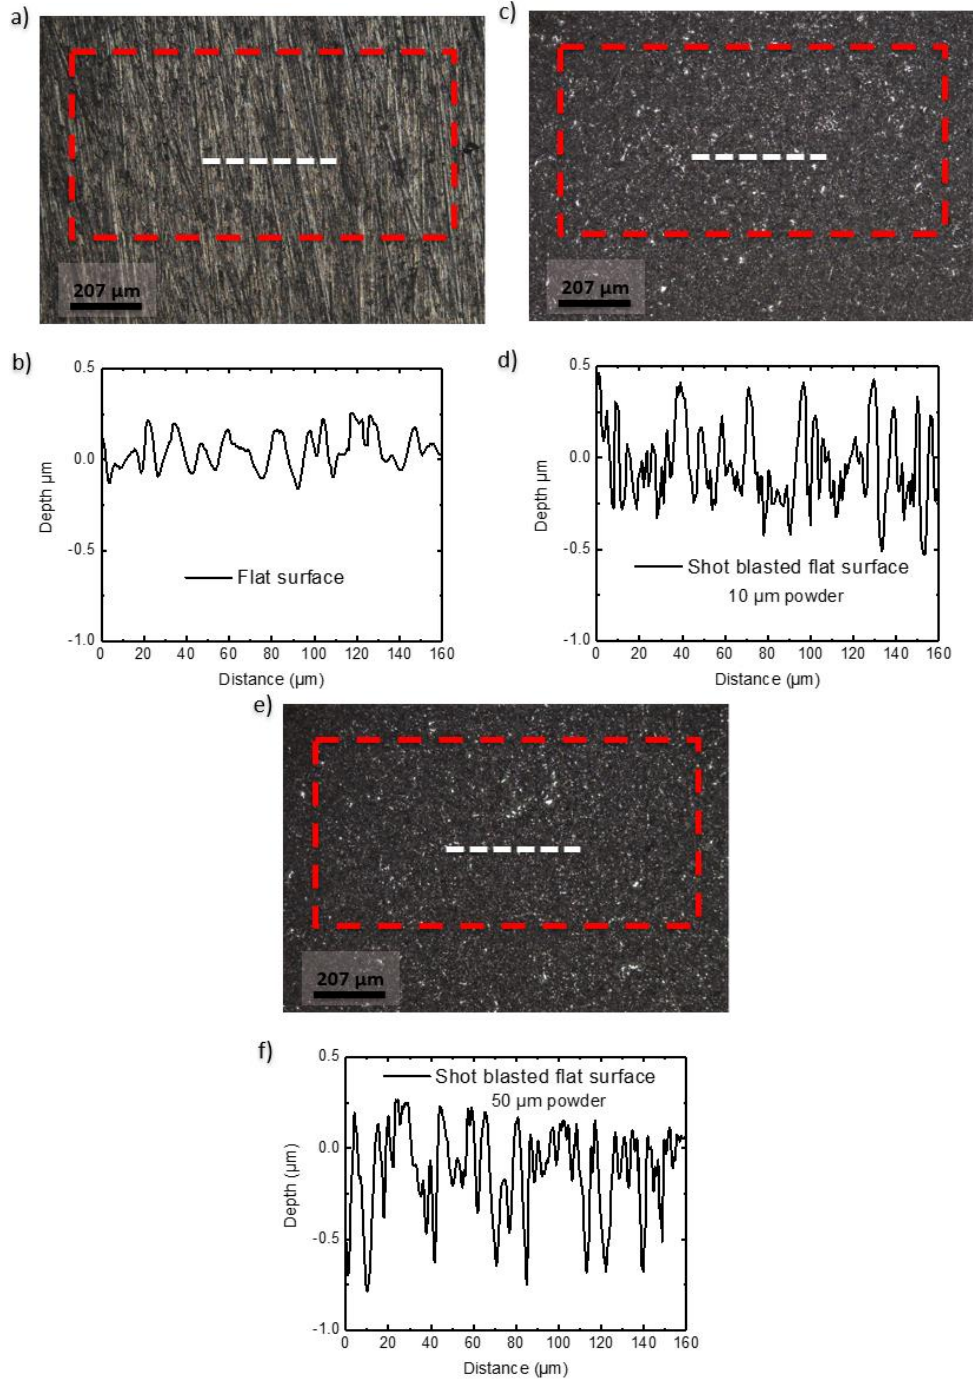 a)
207 µm
c)
207 µm
b)
0.5
0.0
-0.5
-1.0
Depth µm
Flat surface
0 20 40 60 80 100 120 140 160
Distance (µm)
d)
0.5
0.0
-0.5
-1.0
Depth µm
Shot blasted flat surface
10 µm powder
0 20 40 60 80 100 120 140 160
Distance (µm)
e)
207 µm
f)
0.5
0.0
-0.5
-1.0
Depth (µm)
Shot blasted flat surface
50 µm powder
0 20 40 60 80 100 120 140 160
Distance (µm)